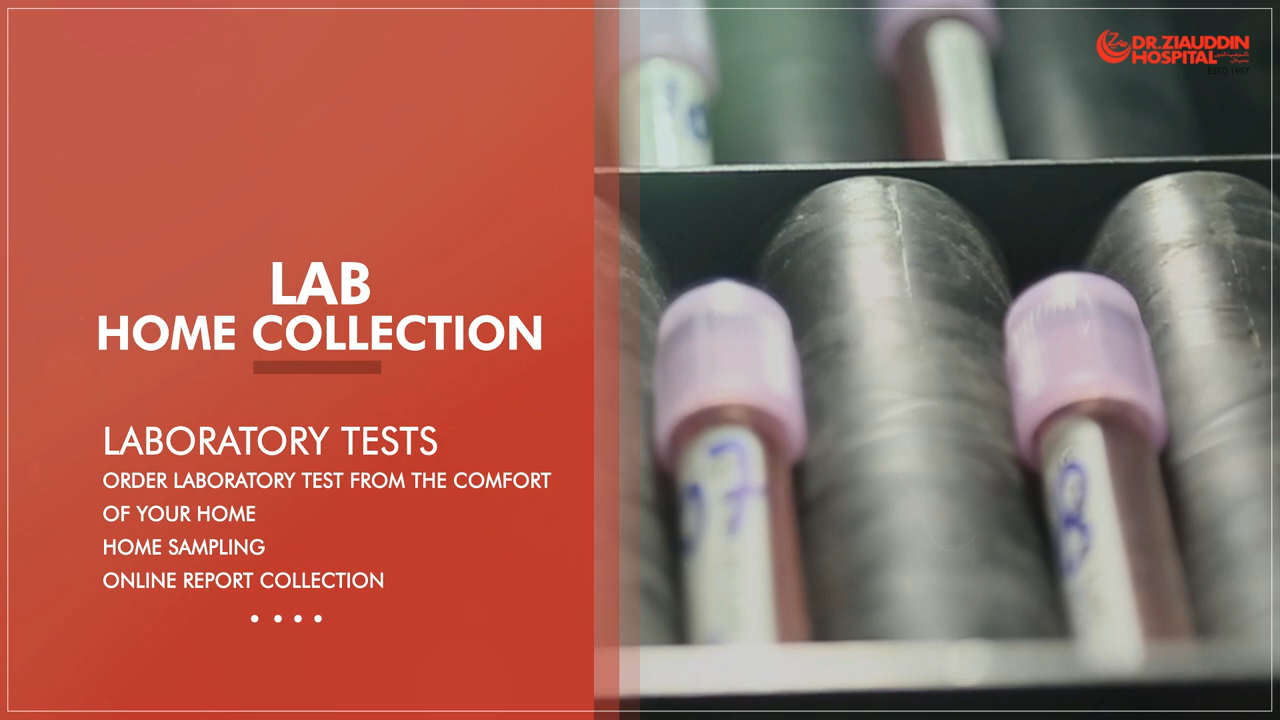 DR.ZIAUDDIN
HOSPITAL
ESTD 1957
LAB
HOME COLLECTION
LABORATORY TESTS
ORDER LABORATORY TEST FROM THE COMFORT
OF YOUR HOME
HOME SAMPLING
ONLINE REPORT COLLECTION